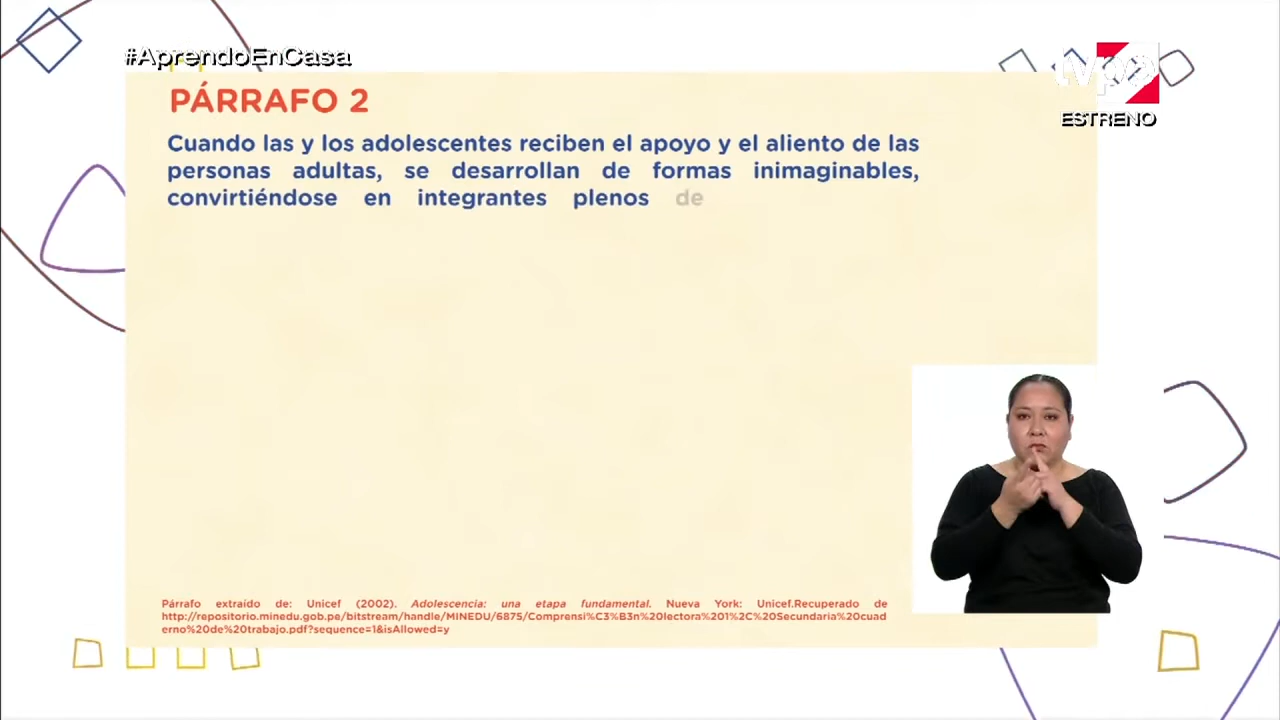 #AprendoEnCasa
tvpe
ESTRENO
PÁRRAFO 2
Cuando las y los adolescentes reciben el apoyo y el aliento de las
personas adultas, se desarrollan de formas inimaginables,
convirtiéndose en integrantes plenos de
Párrafo extraído de: Unicef (2002). Adolescencia: una etapa fundamental. Nueva York: Unicef.Recuperado de
http://repositorio.minedu.gob.pe/bitstream/handle/MINEDU/6875/Comprensi%C3%B3n%20lectora%201%2C%20Secundaria%20cuad
erno%20de%20trabajo.pdf?sequence=1&isAllowed=y